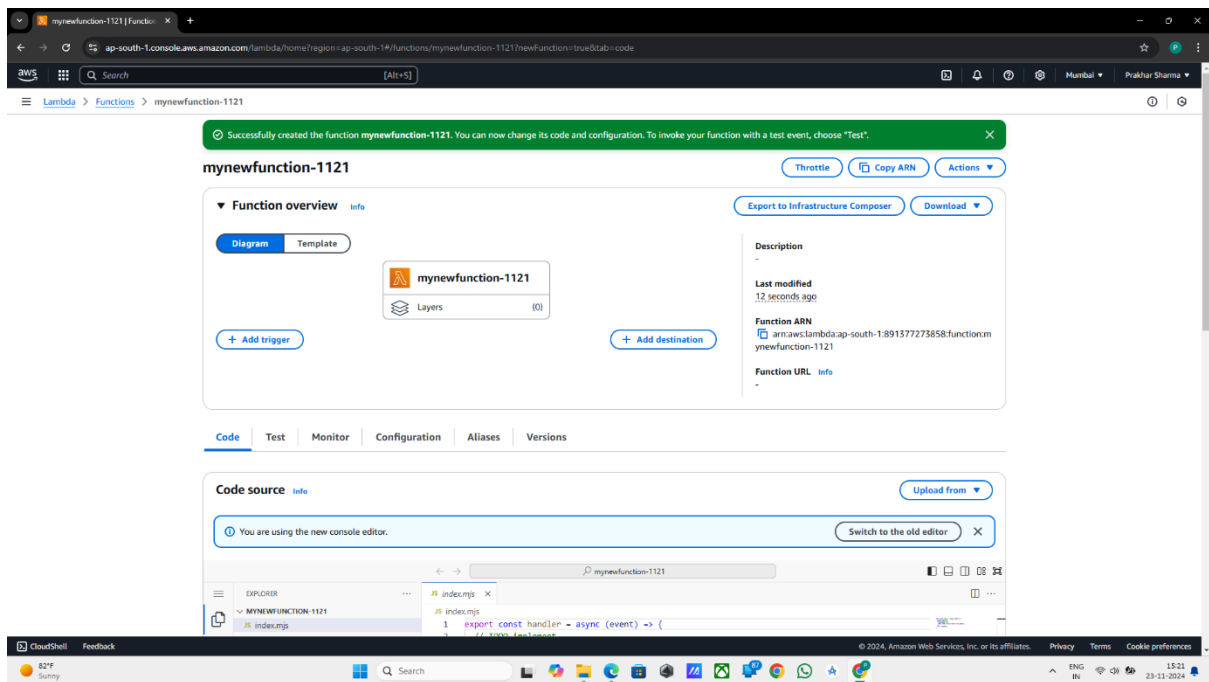 mynewfunction-1121 | Function
ap-south-1.console.aws.amazon.com/lambda/home?region=ap-south-1#/functions/mynewfunction-1121?newFunction=true&tab=code
aws Search [Alt+S] Mumbai ▼ Prakhar Sharma ▼
Lambda > Functions > mynewfunction-1121
Successfully created the function mynewfunction-1121. You can now change its code and configuration. To invoke your function with a test event, choose "Test".
mynewfunction-1121
Throttle Copy ARN Actions ▼
▼ Function overview Info
Export to Infrastructure Composer Download ▼
Diagram Template
mynewfunction-1121
Layers (0)
+ Add trigger
+ Add destination
Description
-
Last modified
12 seconds ago
Function ARN
arn:aws:lambda:ap-south-1:891377273858:function:m
ynewfunction-1121
Function URL Info
-
Code Test Monitor Configuration Aliases Versions
Code source Info
Upload from ▼
You are using the new console editor.
Switch to the old editor
mynewfunction-1121
EXPLORER
MYNEWFUNCTION-1121
JS index.mjs
JS index.mjs
JS index.mjs
1 export const handler = async (event) => {
2 // TODO implement
CloudShell Feedback © 2024, Amazon Web Services, Inc. or its affiliates. Privacy Terms Cookie preferences
82°F
Sunny
Search
ENG
IN
15:21
23-11-2024